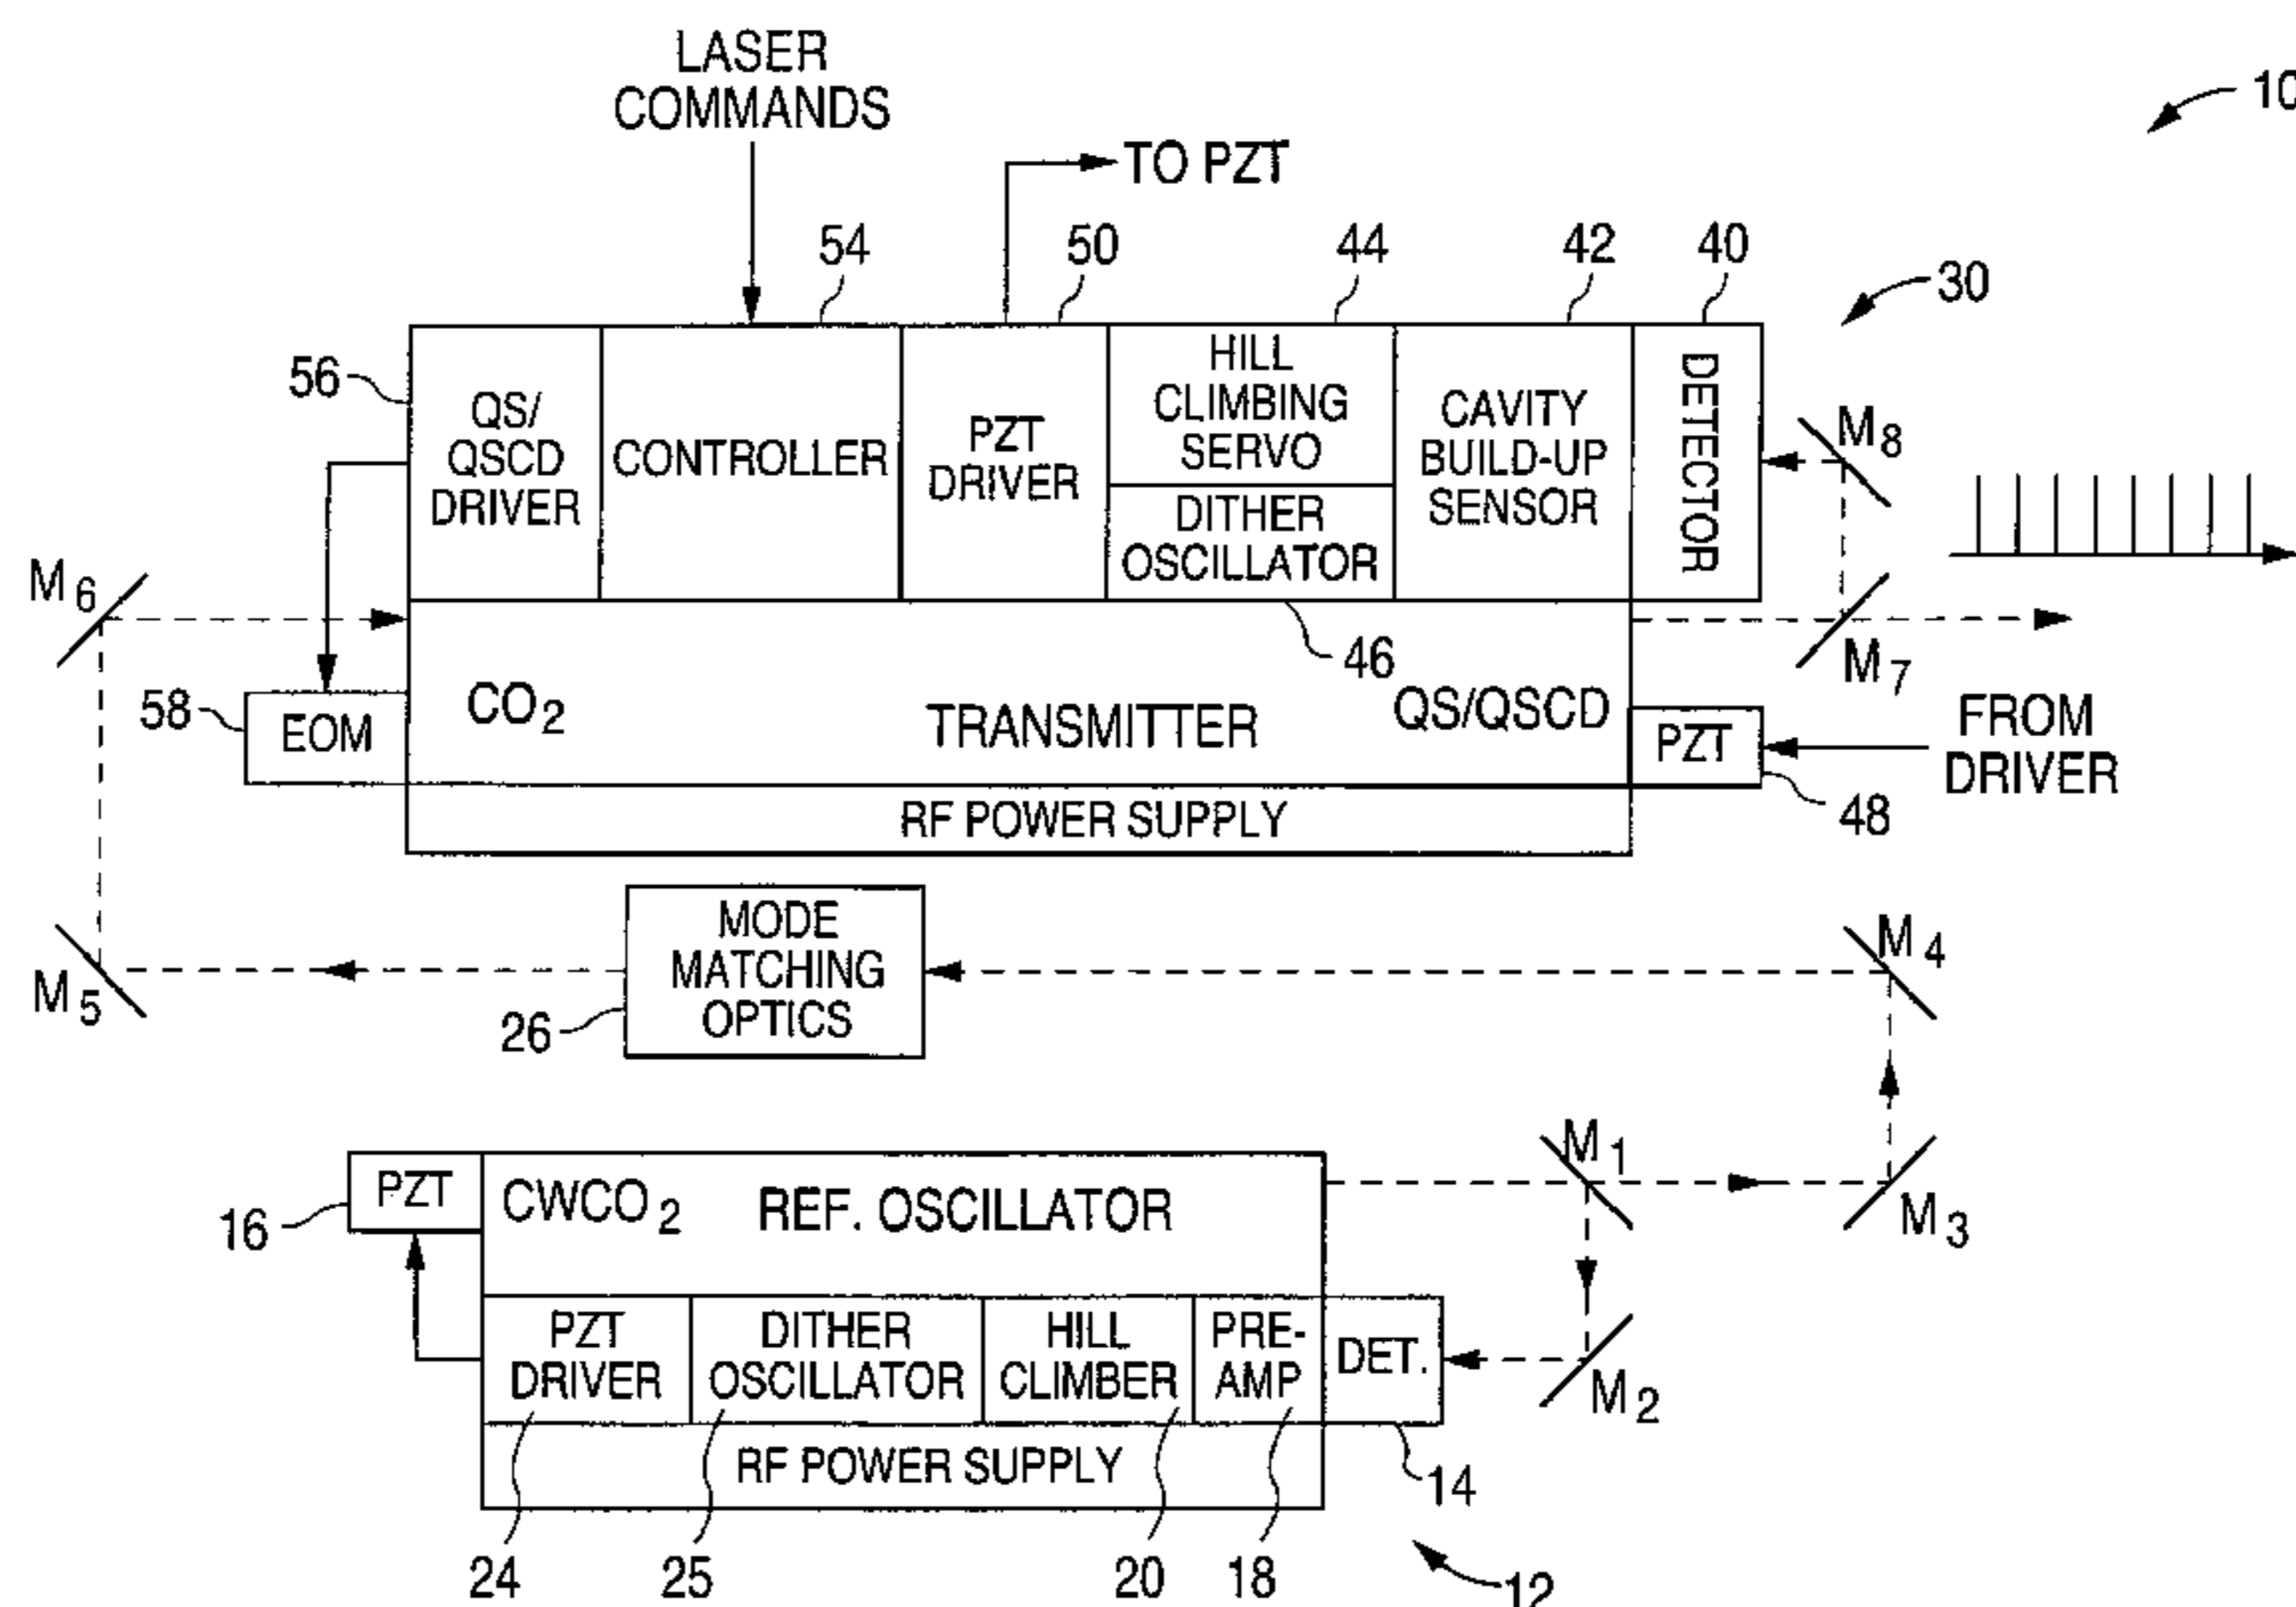 LASER
COMMANDS
10
TO PZT
54
50
44
42
40
30
56
QS/
QSCD
DRIVER
CONTROLLER
PZT
DRIVER
HILL
CLIMBING
SERVO
DITHER
OSCILLATOR
CAVITY
BUILD-UP
SENSOR
DETECTOR
M8
M6
46
M7
58
EOM
CO2
TRANSMITTER
QS/QSCD
PZT
FROM
DRIVER
48
RF POWER SUPPLY
MODE
MATCHING
OPTICS
26
M4
M5
M1
M3
16
PZT
CWCO2
REF. OSCILLATOR
PZT
DRIVER
DITHER
OSCILLATOR
HILL
CLIMBER
PRE-
AMP
DET.
M2
RF POWER SUPPLY
14
24
25
20
18
12